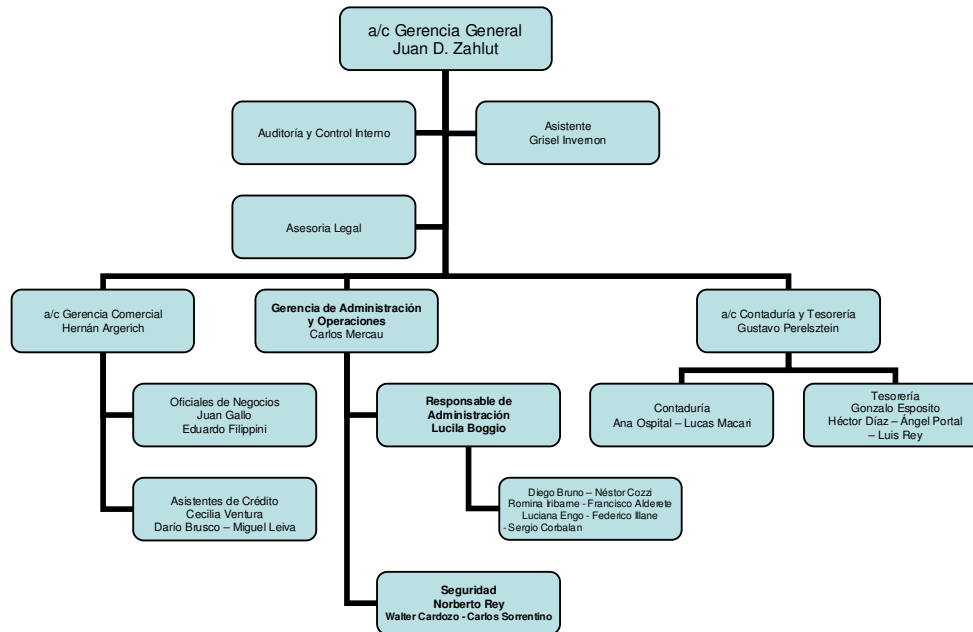 a/c Gerencia General
Juan D. Zahlut
Auditoría y Control Interno
Asistente
Grisel Invernon
Asesoria Legal
a/c Gerencia Comercial
Hernán Argerich
Gerencia de Administración
y Operaciones
Carlos Mercau
a/c Contaduría y Tesorería
Gustavo Perelsztein
Oficiales de Negocios
Juan Gallo
Eduardo Filippini
Responsable de
Administración
Lucila Boggio
Contaduría
Ana Ospital – Lucas Macari
Tesorería
Gonzalo Esposito
Héctor Díaz – Ángel Portal
– Luis Rey
Asistentes de Crédito
Cecilia Ventura
Darío Brusco – Miguel Leiva
Diego Bruno – Néstor Cozzi
Romina Iribarne - Francisco Alderete
Luciana Engo - Federico Illane
- Sergio Corbalan
Seguridad
Norberto Rey
Walter Cardozo - Carlos Sorrentino